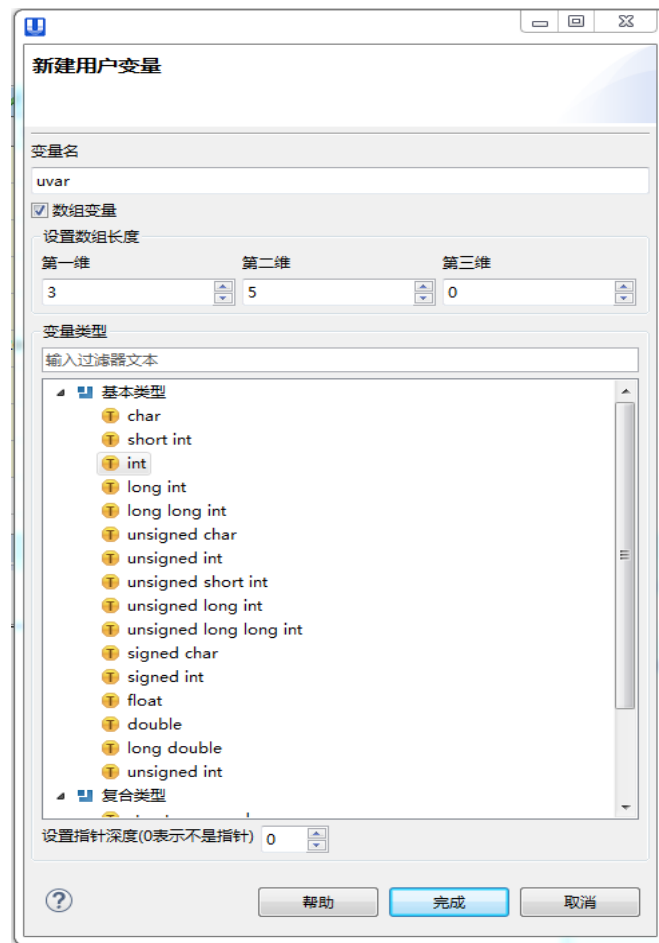 新建用户变量
变量名
uvar
数组变量
设置数组长度
第一维 第二维 第三维
3 5 0
变量类型
输入过滤器文本
基本类型
char
short int
int
long int
long long int
unsigned char
unsigned int
unsigned short int
unsigned long int
unsigned long long int
signed char
signed int
float
double
long double
unsigned int
复合类型
设置指针深度(0表示不是指针) 0
帮助 完成 取消